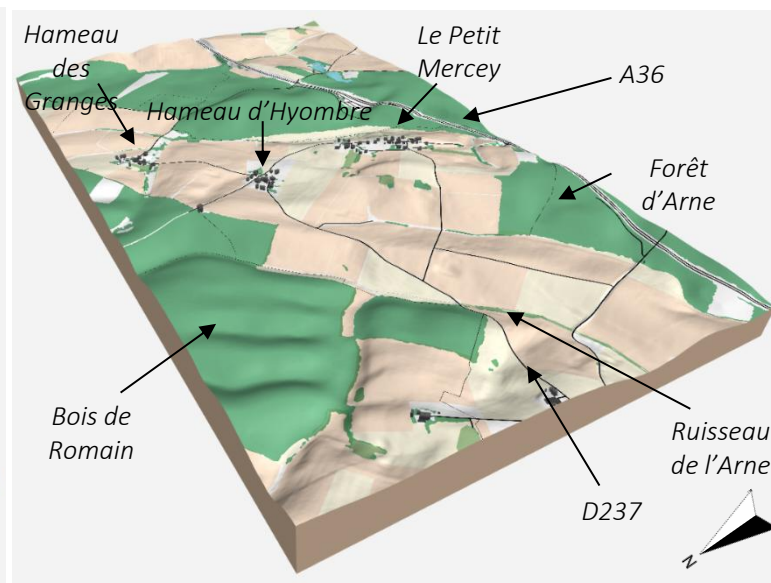 Hameau
des
Granges
Hameau d'Hyombre
Le Petit
Mercey
A36
Forêt
d'Arne
Bois de
Romain
Ruisseau
de l'Arne
D237
N